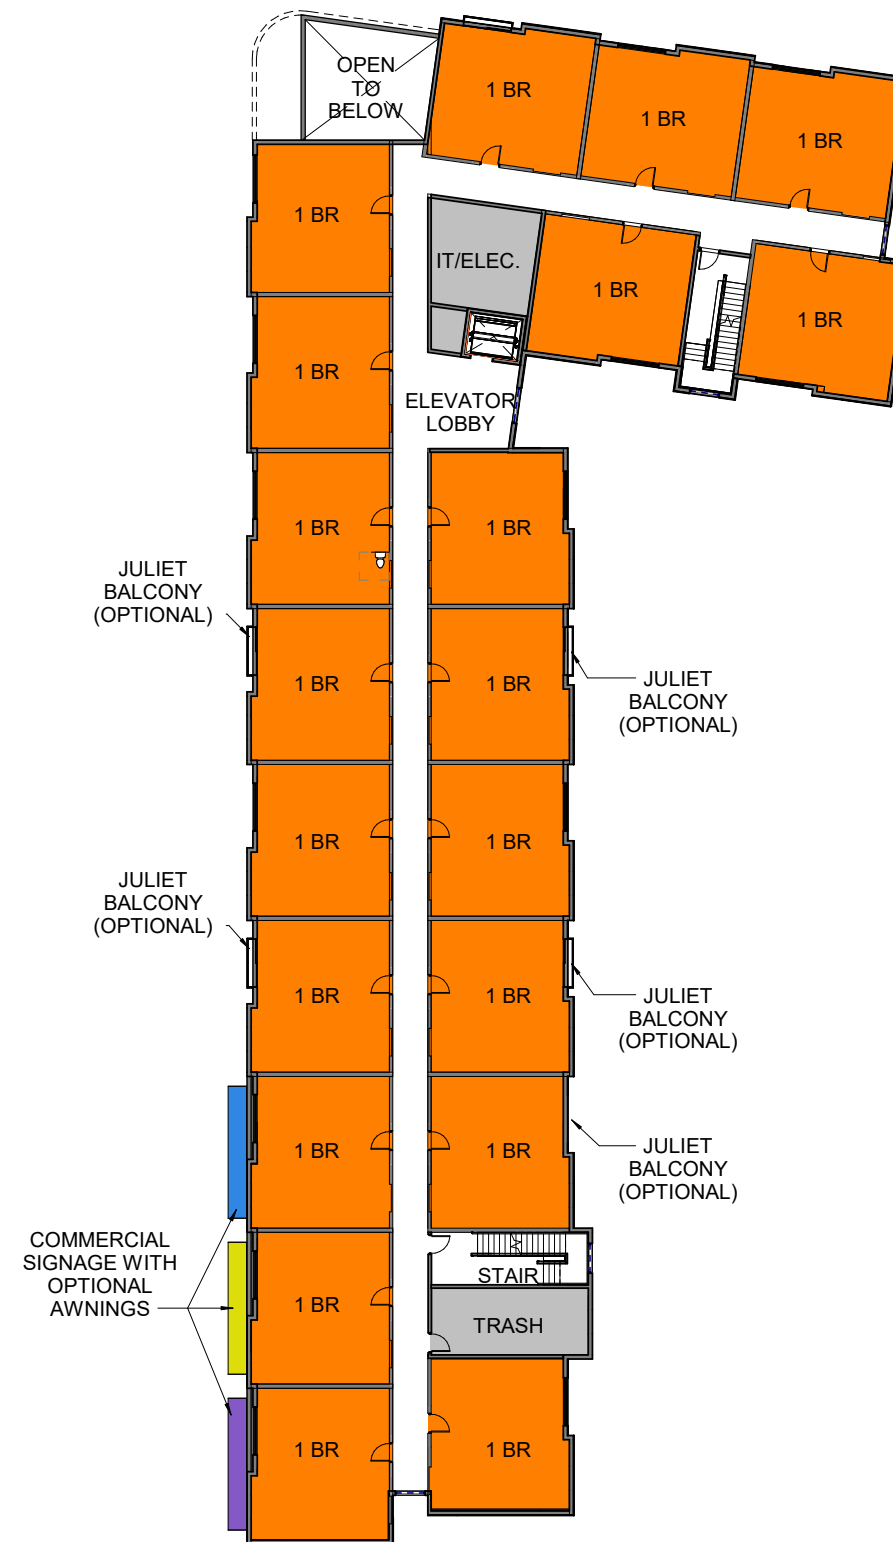 OPEN
TO
BELOW
1 BR
1 BR
1 BR
1 BR
IT/ELEC.
1 BR
1 BR
1 BR
ELEVATOR
LOBBY
1 BR
1 BR
JULIET
BALCONY
(OPTIONAL)
1 BR
1 BR
JULIET
BALCONY
(OPTIONAL)
1 BR
1 BR
JULIET
BALCONY
(OPTIONAL)
1 BR
1 BR
JULIET
BALCONY
(OPTIONAL)
1 BR
1 BR
JULIET
BALCONY
(OPTIONAL)
COMMERCIAL
SIGNAGE WITH
OPTIONAL
AWNINGS
STAIR
1 BR
TRASH
1 BR
1 BR